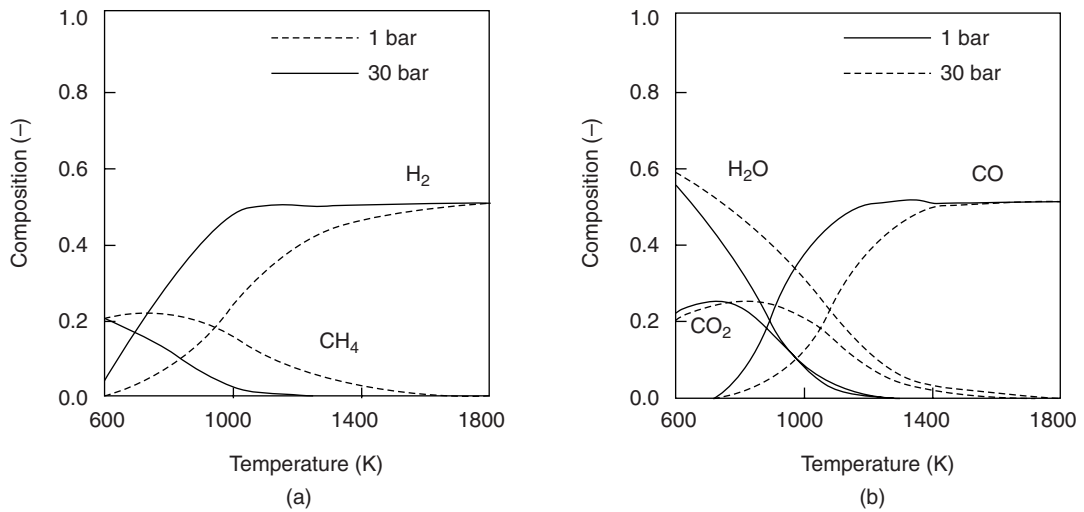 1.0
0.8
0.6
0.4
0.2
0.0
600
1000
1400
1800
Composition (–)
Temperature (K)
1 bar
30 bar
H₂
CH₄
(a)
1.0
0.8
0.6
0.4
0.2
0.0
600
1000
1400
1800
Composition (–)
Temperature (K)
1 bar
30 bar
H₂O
CO
CO₂
(b)